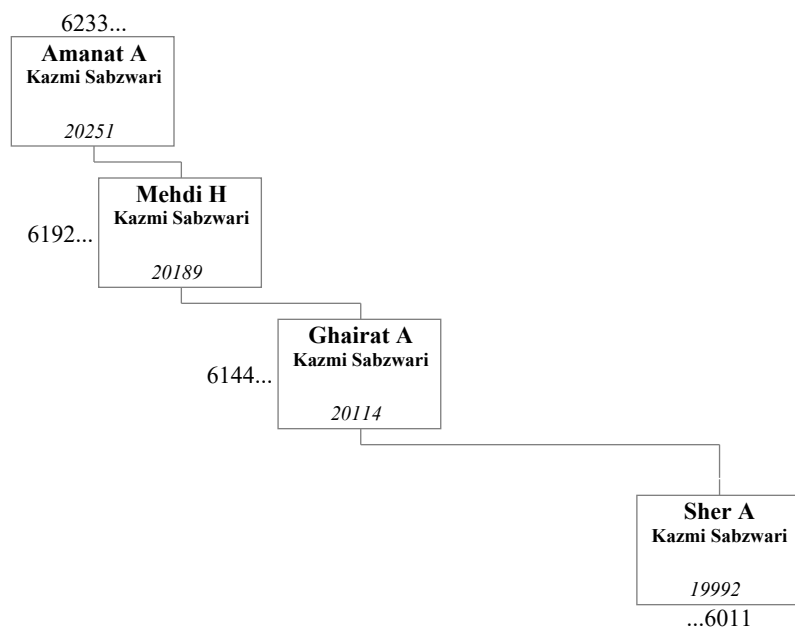 6233...
Amanat A
Kazmi Sabzwari
20251
Mehdi H
Kazmi Sabzwari
6192...
20189
Ghairat A
Kazmi Sabzwari
6144...
20114
Sher A
Kazmi Sabzwari
19992
...6011